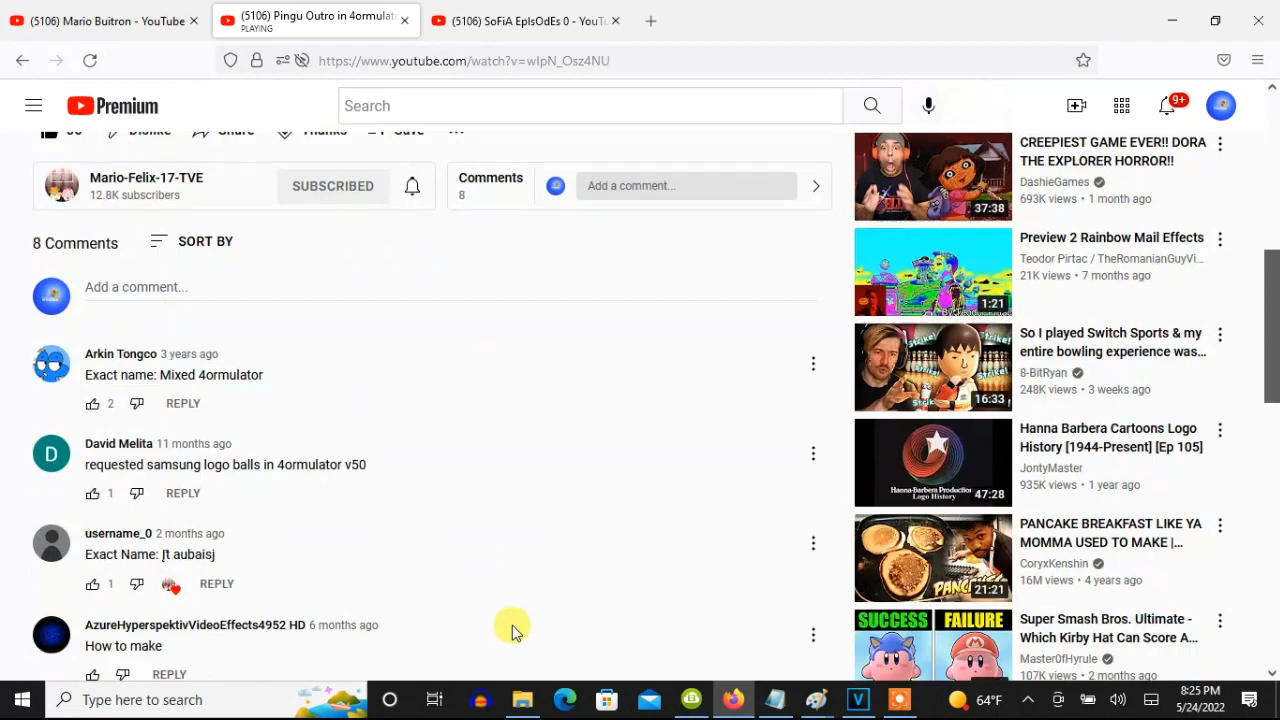 (5106) Mario Buitron - YouTube
(5106) Pingu Outro in 4ormulato
PLAYING
(5106) SoFiA EpIsOdEs 0 - YouTu
https://www.youtube.com/watch?v=wIpN_Osz4NU
Premium
Search
9+
Dislike
Share
Thanks
Save
Mario-Felix-17-TVE
12.8K subscribers
SUBSCRIBED
Comments
8
Add a comment...
8 Comments
SORT BY
Add a comment...
Arkin Tongco 3 years ago
Exact name: Mixed 4ormulator
2
REPLY
D
David Melita 11 months ago
requested samsung logo balls in 4ormulator v50
1
REPLY
username_0 2 months ago
Exact Name: It aubaisj
1
REPLY
AzureHyperspektivVideoEffects4952 HD 6 months ago
How to make
REPLY
37:38
CREEPIEST GAME EVER!! DORA
THE EXPLORER HORROR!!
DashieGames
693K views • 1 month ago
1:21
Preview 2 Rainbow Mail Effects
Teodor Pirtac / TheRomanianGuyVi...
21K views • 7 months ago
Strike!
16:33
So I played Switch Sports & my
entire bowling experience was...
8-BitRyan
248K views • 3 weeks ago
Hanna-Barbera Production
Logo History
47:28
Hanna Barbera Cartoons Logo
History [1944-Present] [Ep 105]
JontyMaster
935K views • 1 year ago
21:21
PANCAKE BREAKFAST LIKE YA
MOMMA USED TO MAKE |...
CoryxKenshin
16M views • 4 years ago
SUCCESS
FAILURE
Super Smash Bros. Ultimate -
Which Kirby Hat Can Score A...
Master0fHyrule
107K views • 2 months ago
Type here to search
V
64°F
8:25 PM
5/24/2022